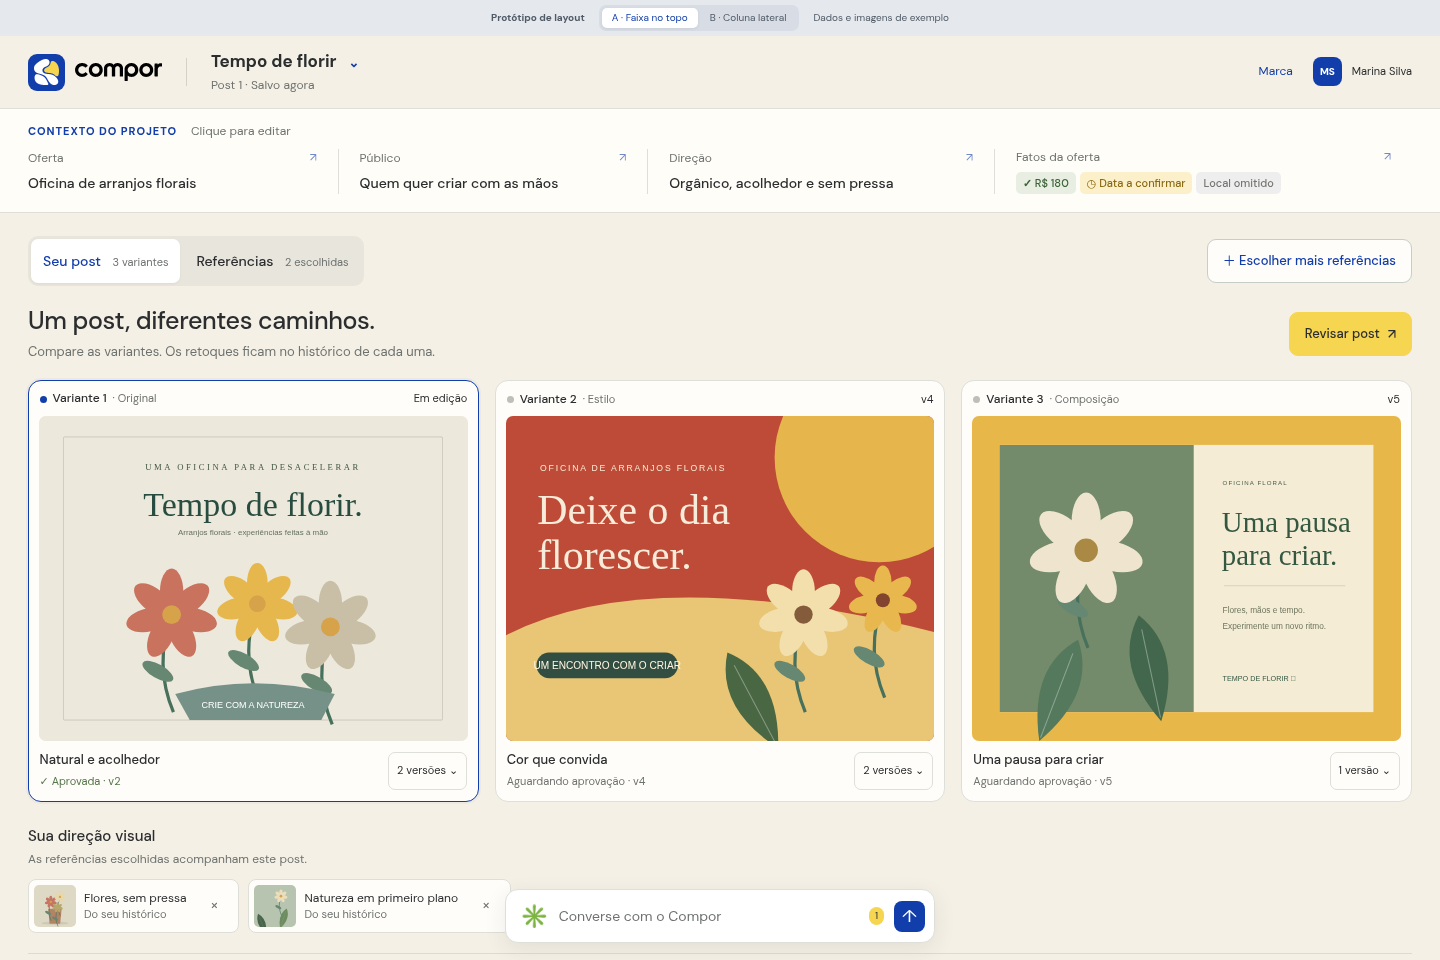 Protótipo de layout A · Faixa no topo B · Coluna lateral Dados e imagens de exemplo
compor
Tempo de florir ⌄
Post 1 · Salvo agora
Marca MS Marina Silva
CONTEXTO DO PROJETO Clique para editar
Oferta ↗
Oficina de arranjos florais
Público ↗
Quem quer criar com as mãos
Direção ↗
Orgânico, acolhedor e sem pressa
Fatos da oferta ↗
✓ R$ 180 ◷ Data a confirmar Local omitido
Seu post 3 variantes Referências 2 escolhidas
+ Escolher mais referências
Um post, diferentes caminhos.
Compare as variantes. Os retoques ficam no histórico de cada uma.
Revisar post ↗
Variante 1 · Original Em edição
UMA OFICINA PARA DESACELERAR
Tempo de florir.
Arranjos florais · experiências feitas à mão
CRIE COM A NATUREZA
Natural e acolhedor
✓ Aprovada · v2
2 versões ⌄
Variante 2 · Estilo v4
OFICINA DE ARRANJOS FLORAIS
Deixe o dia
florescer.
UM ENCONTRO COM O CRIAR
Cor que convida
Aguardando aprovação · v4
2 versões ⌄
Variante 3 · Composição v5
OFICINA FLORAL
Uma pausa
para criar.
Flores, mãos e tempo.
Experimente um novo ritmo.
TEMPO DE FLORIR □
Uma pausa para criar
Aguardando aprovação · v5
1 versão ⌄
Sua direção visual
As referências escolhidas acompanham este post.
Flores, sem pressa
Do seu histórico
×
Natureza em primeiro plano
Do seu histórico
×
Converse com o Compor 1